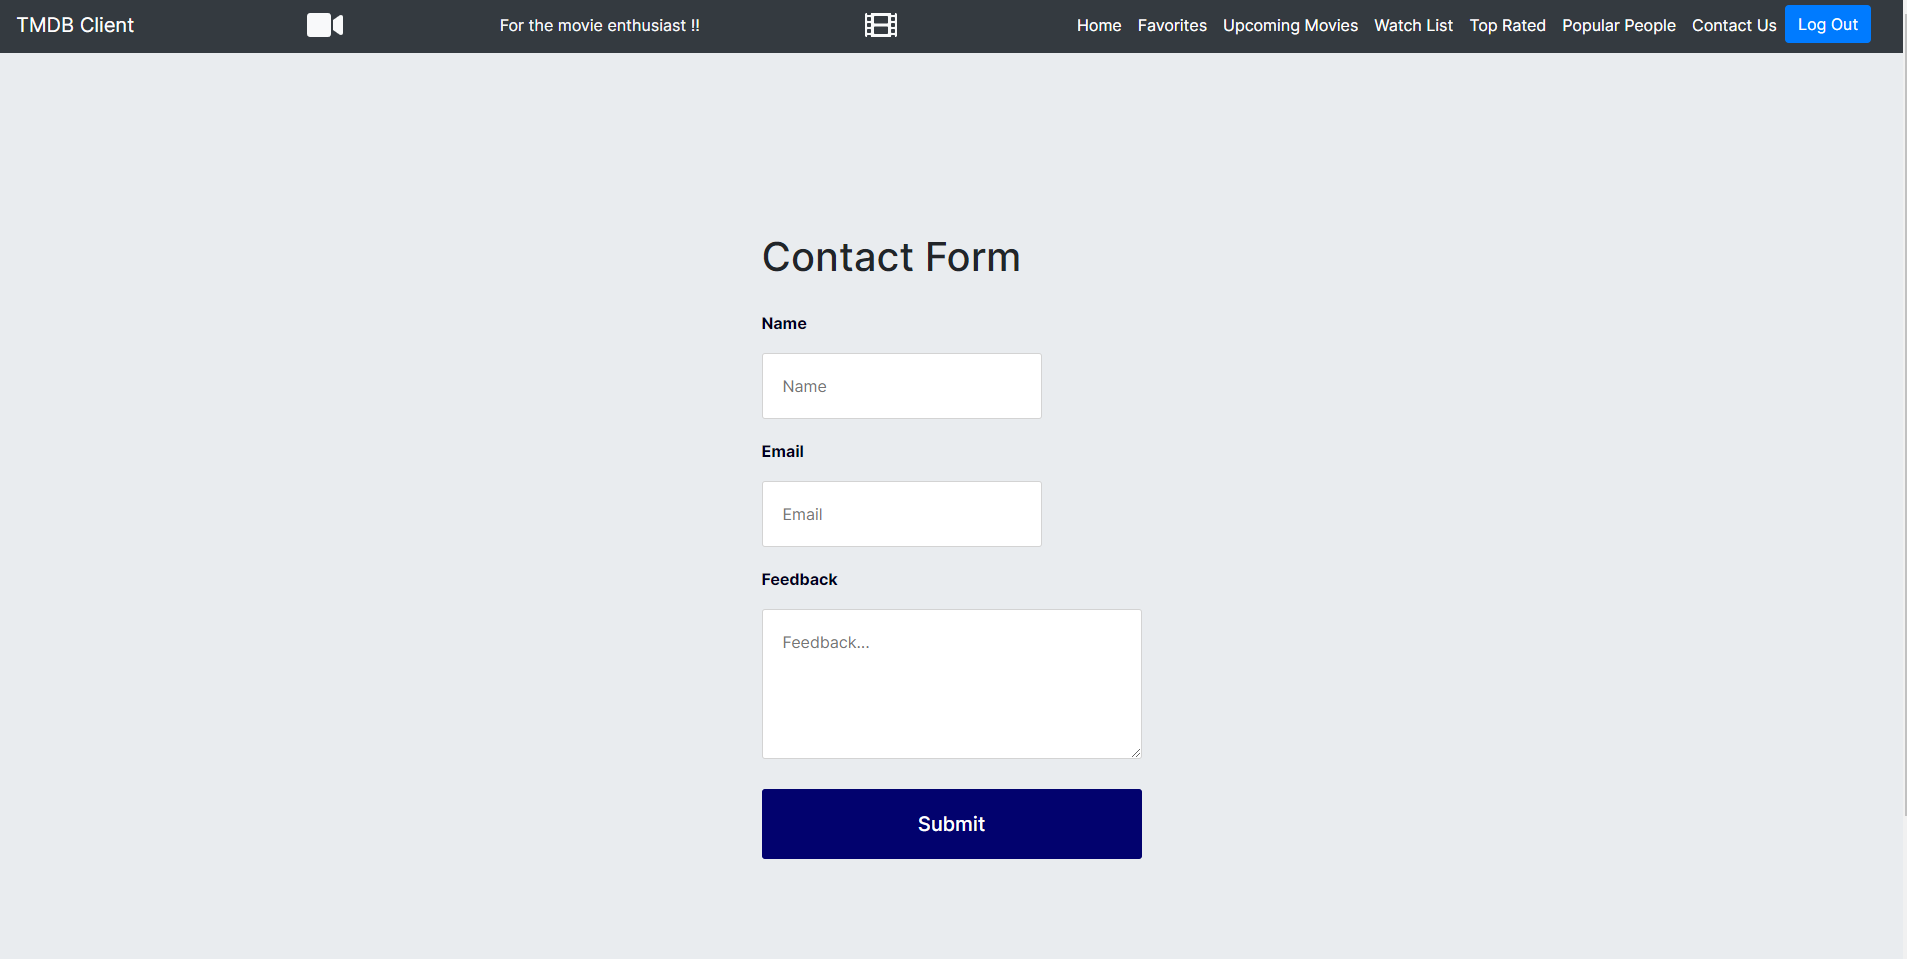 TMDB Client For the movie enthusiast !! Home Favorites Upcoming Movies Watch List Top Rated Popular People Contact Us Log Out
Contact Form
Name
Name
Email
Email
Feedback
Feedback...
Submit